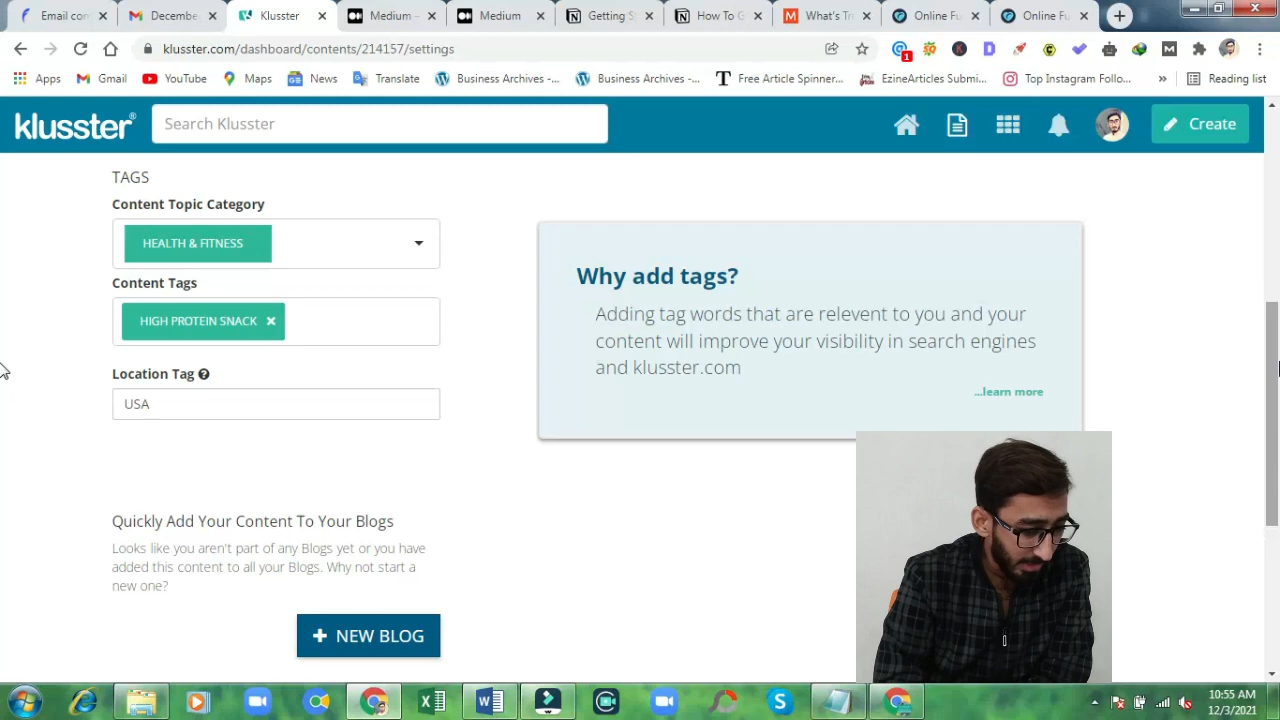 Email con
Decembe
Klusster
Medium –
Medium
Getting S
How To G
What's Tr
Online Fu
Online Fu
klusster.com/dashboard/contents/214157/settings
1
Apps
Gmail
YouTube
Maps
News
Translate
Business Archives -...
Business Archives -...
Free Article Spinner...
EzineArticles Submi...
Top Instagram Follo...
»
Reading list
klusster®
Search Klusster
Create
TAGS
Content Topic Category
HEALTH & FITNESS
Content Tags
HIGH PROTEIN SNACK ×
Location Tag ?
USA
Why add tags?
Adding tag words that are relevent to you and your
content will improve your visibility in search engines
and klusster.com
...learn more
Quickly Add Your Content To Your Blogs
Looks like you aren't part of any Blogs yet or you have
added this content to all your Blogs. Why not start a
new one?
+ NEW BLOG
10:55 AM
12/3/2021